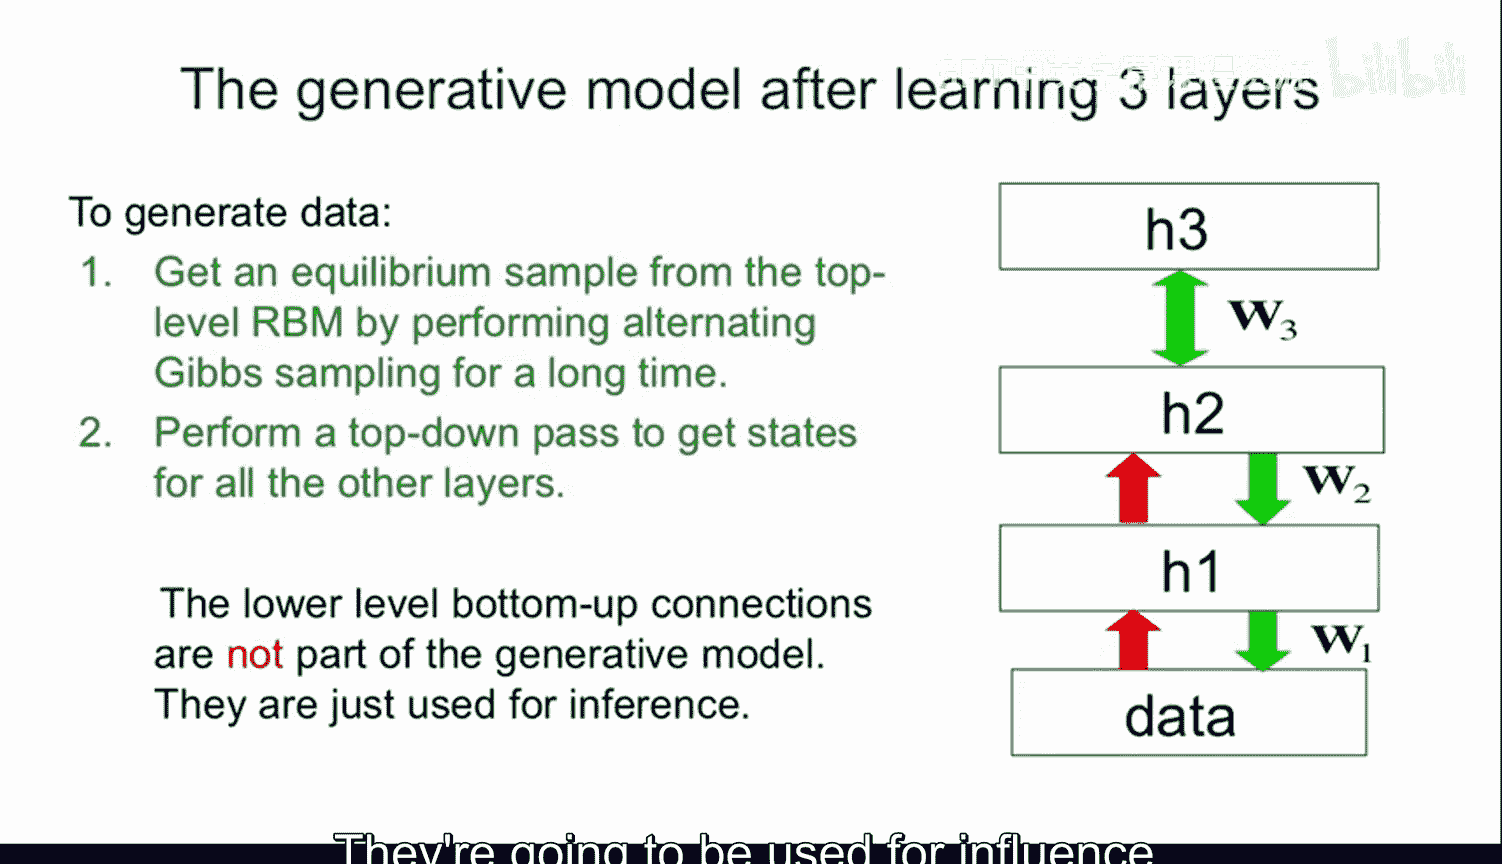 The generative model after learning 3 layers
bilibili
To generate data:
1. Get an equilibrium sample from the top-
level RBM by performing alternating
Gibbs sampling for a long time.
2. Perform a top-down pass to get states
for all the other layers.
The lower level bottom-up connections
are not part of the generative model.
They are just used for inference.
h3
W3
h2
W2
h1
W1
data
They're going to be used for influence